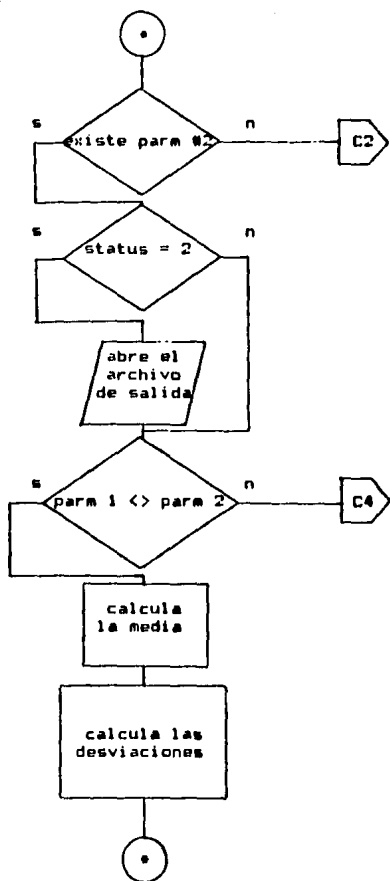 *
s
n
existe parm #2
C2
s
n
status = 2
abre el
archivo
de salida
s
n
parm 1 <> parm 2
C4
calcula
la media
calcula las
desviaciones
*